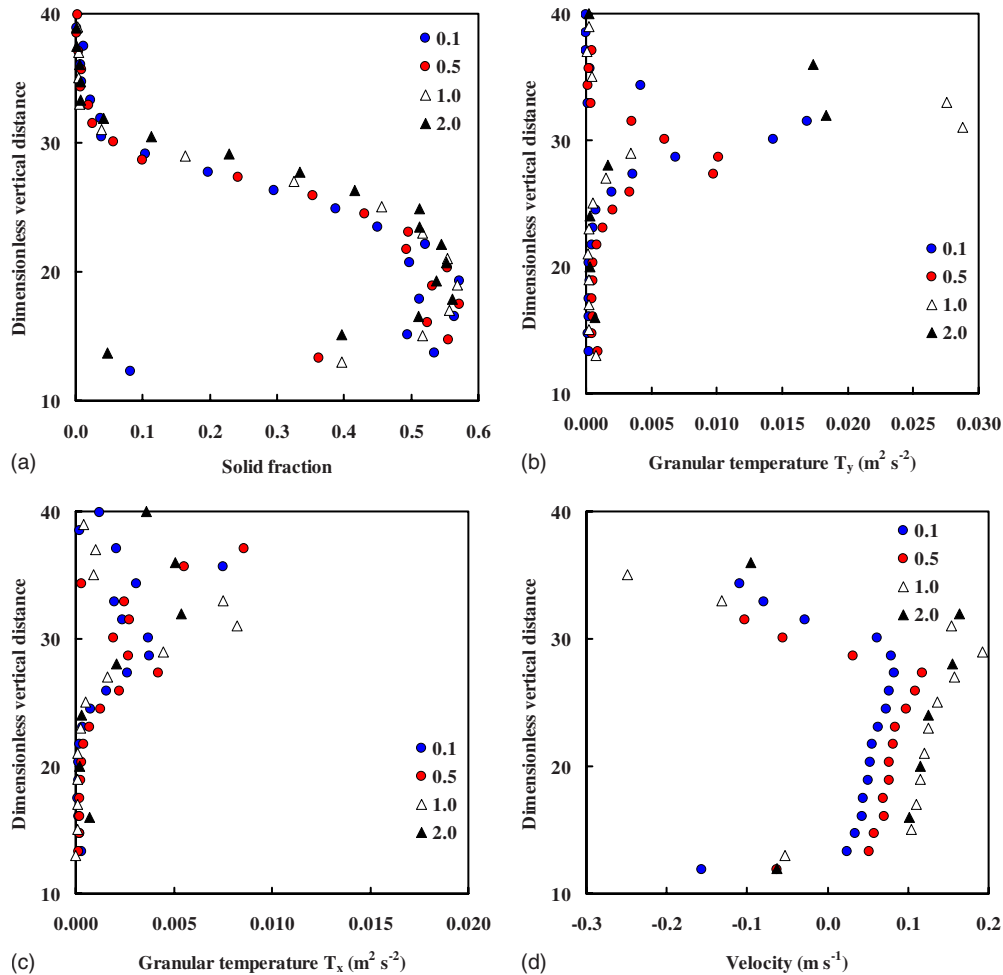 40
30
20
10
Dimensionless vertical distance
0.1
0.5
1.0
2.0
0.0 0.1 0.2 0.3 0.4 0.5 0.6
(a) Solid fraction
40
30
20
10
Dimensionless vertical distance
0.1
0.5
1.0
2.0
0.000 0.005 0.010 0.015 0.020 0.025 0.030
(b) Granular temperature Ty (m² s⁻²)
40
30
20
10
Dimensionless vertical distance
0.1
0.5
1.0
2.0
0.000 0.005 0.010 0.015 0.020
(c) Granular temperature Tx (m² s⁻²)
40
30
20
10
Dimensionless vertical distance
0.1
0.5
1.0
2.0
-0.3 -0.2 -0.1 0.0 0.1 0.2
(d) Velocity (m s⁻¹)